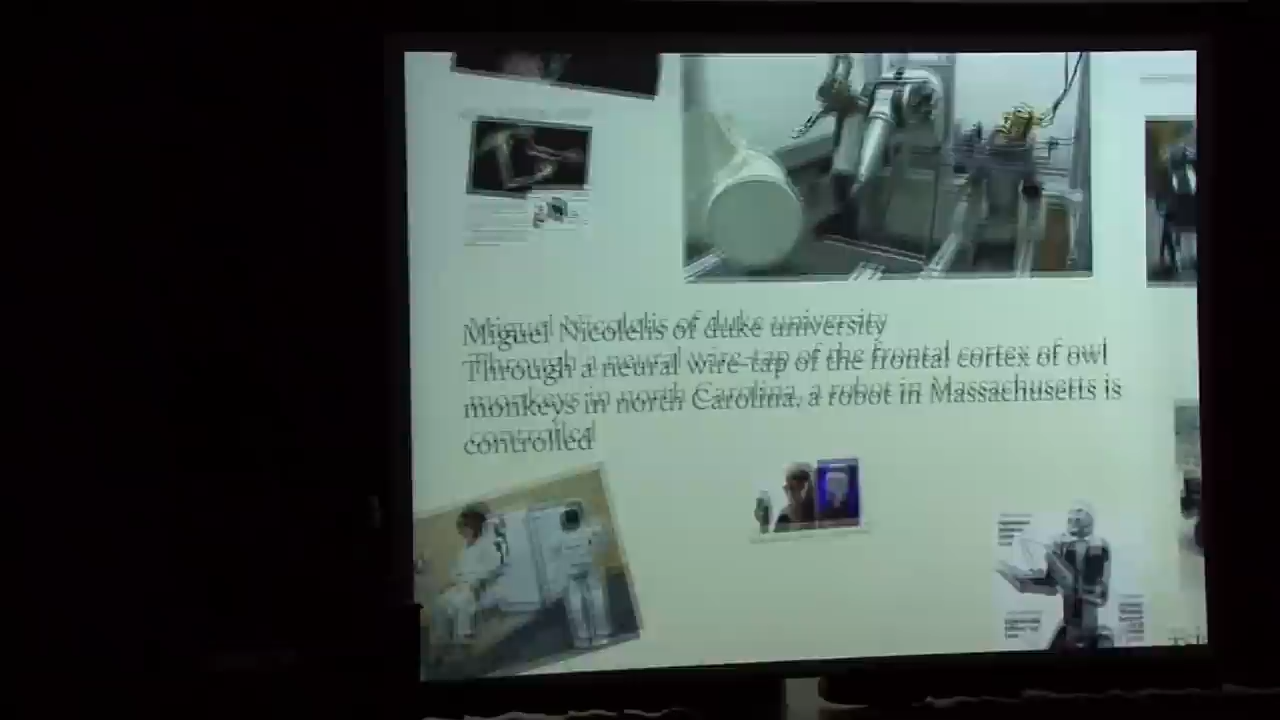 Miguel Nicolelis of duke university
Through a neural wire-tap of the frontal cortex of owl
monkeys in north Carolina, a robot in Massachusetts is
controlled